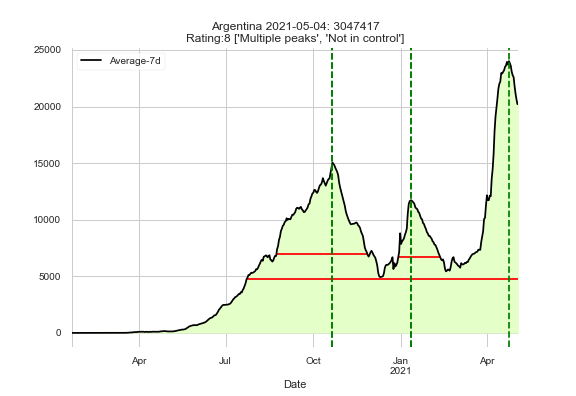 Argentina 2021-05-04: 3047417
Rating:8 ['Multiple peaks', 'Not in control']
25000
Average-7d
20000
15000
10000
5000
0
Apr
Jul
Oct
Jan
2021
Apr
Date